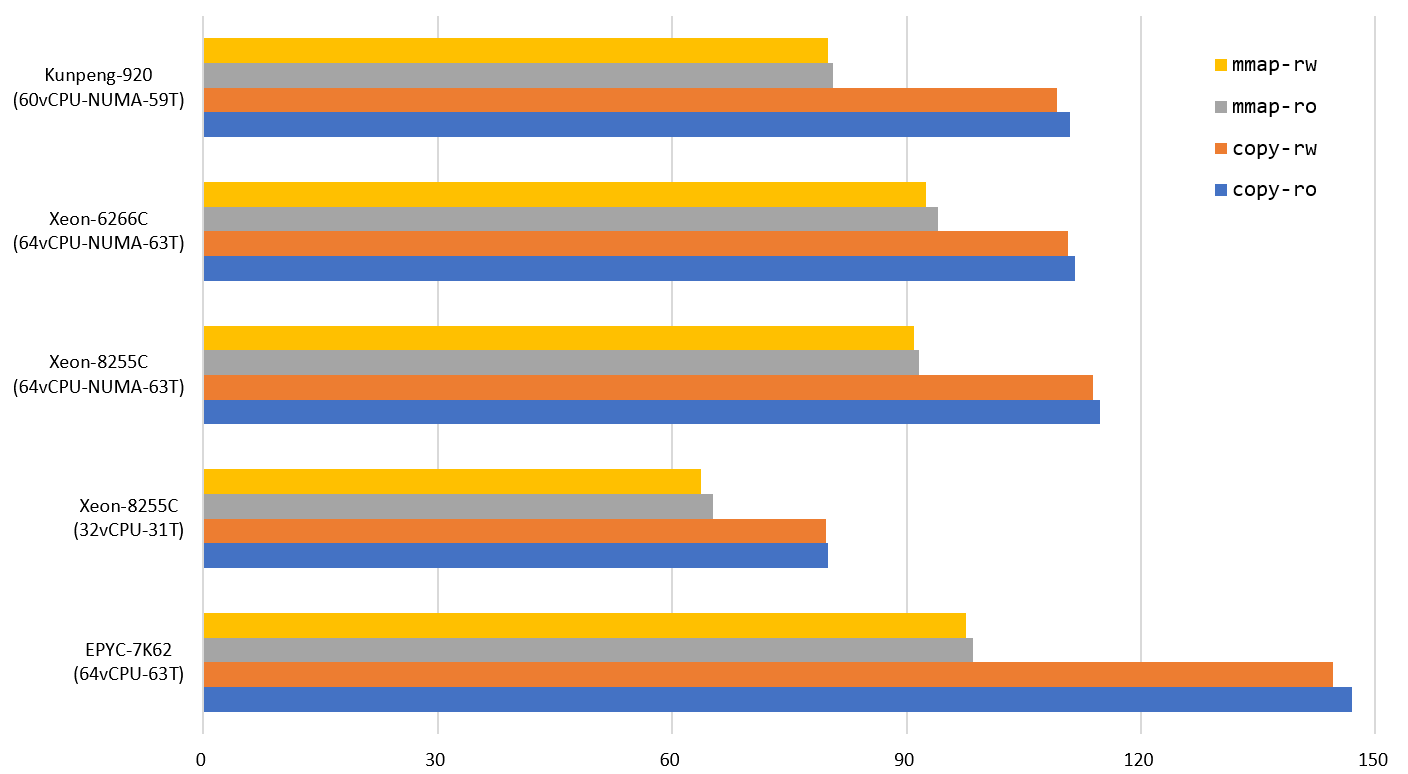 Kunpeng-920
(60vCPU-NUMA-59T)
Xeon-6266C
(64vCPU-NUMA-63T)
Xeon-8255C
(64vCPU-NUMA-63T)
Xeon-8255C
(32vCPU-31T)
EPYC-7K62
(64vCPU-63T)
mmap-rw
mmap-ro
copy-rw
copy-ro
0 30 60 90 120 150